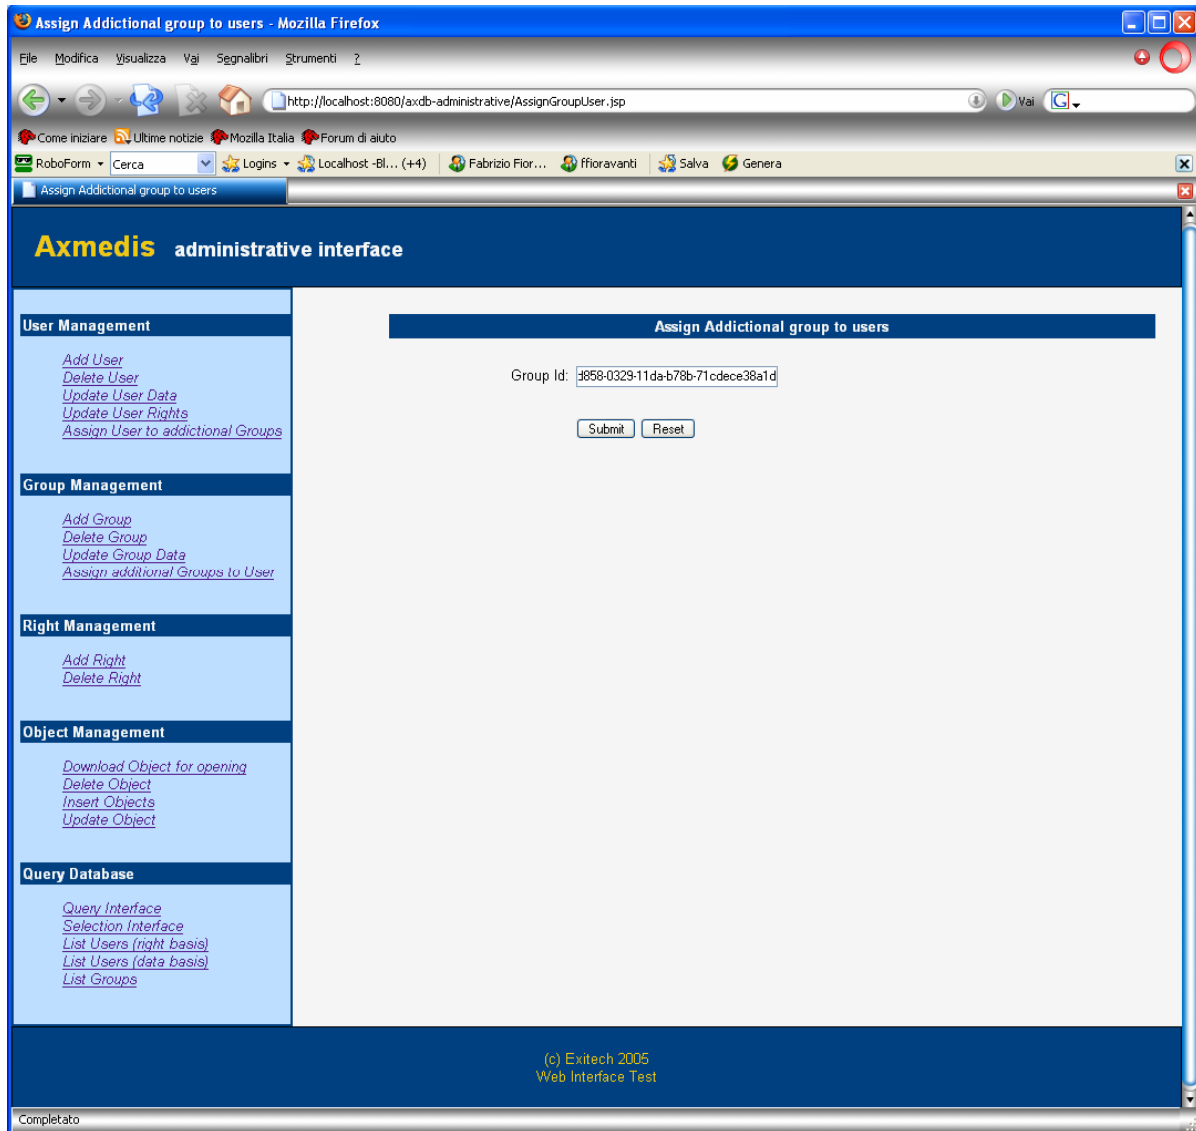 Assign Addictional group to users - Mozilla Firefox
File Modifica Visualizza Vai Segnalibri Strumenti ?
http://localhost:8080/axdb-administrative/AssignGroupUser.jsp Vai G
Come iniziare Ultime notizie Mozilla Italia Forum di aiuto
RoboForm Cerca Logins Localhost -Bl... (+4) Fabrizio Fior... ffioravanti Salva Genera
Assign Addictional group to users
Axmedis administrative interface
User Management
Add User
Delete User
Update User Data
Update User Rights
Assign User to addictional Groups
Group Management
Add Group
Delete Group
Update Group Data
Assign additional Groups to User
Right Management
Add Right
Delete Right
Object Management
Download Object for opening
Delete Object
Insert Objects
Update Object
Query Database
Query Interface
Selection Interface
List Users (right basis)
List Users (data basis)
List Groups
Assign Addictional group to users
Group Id: d858-0329-11da-b78b-71cdece38a1d
Submit Reset
(c) Exitech 2005
Web Interface Test
Completato